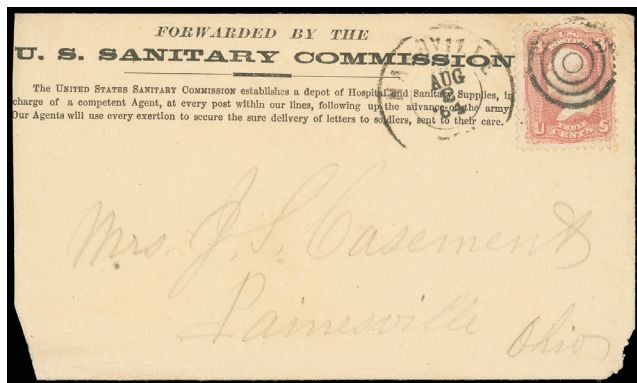 FORWARDED BY THE
U. S. SANITARY COMMISSION
The UNITED STATES SANITARY COMMISSION establishes a depot of Hospital and Sanitary Supplies, in
charge of a competent Agent, at every post within our lines, following up the advance of the army.
Our Agents will use every exertion to secure the sure delivery of letters to soldiers, sent to their care.
AUG
2
64
U THREE S
CENTS
Mrs. J. S. Casement
Painesville
Ohio